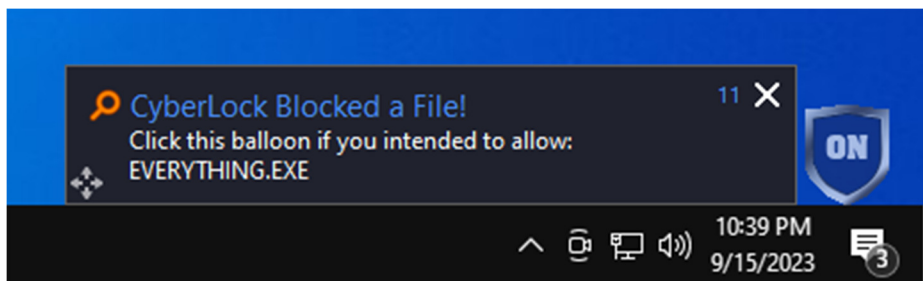 CyberLock Blocked a File!
11
Click this balloon if you intended to allow:
EVERYTHING.EXE
ON
10:39 PM
9/15/2023
3